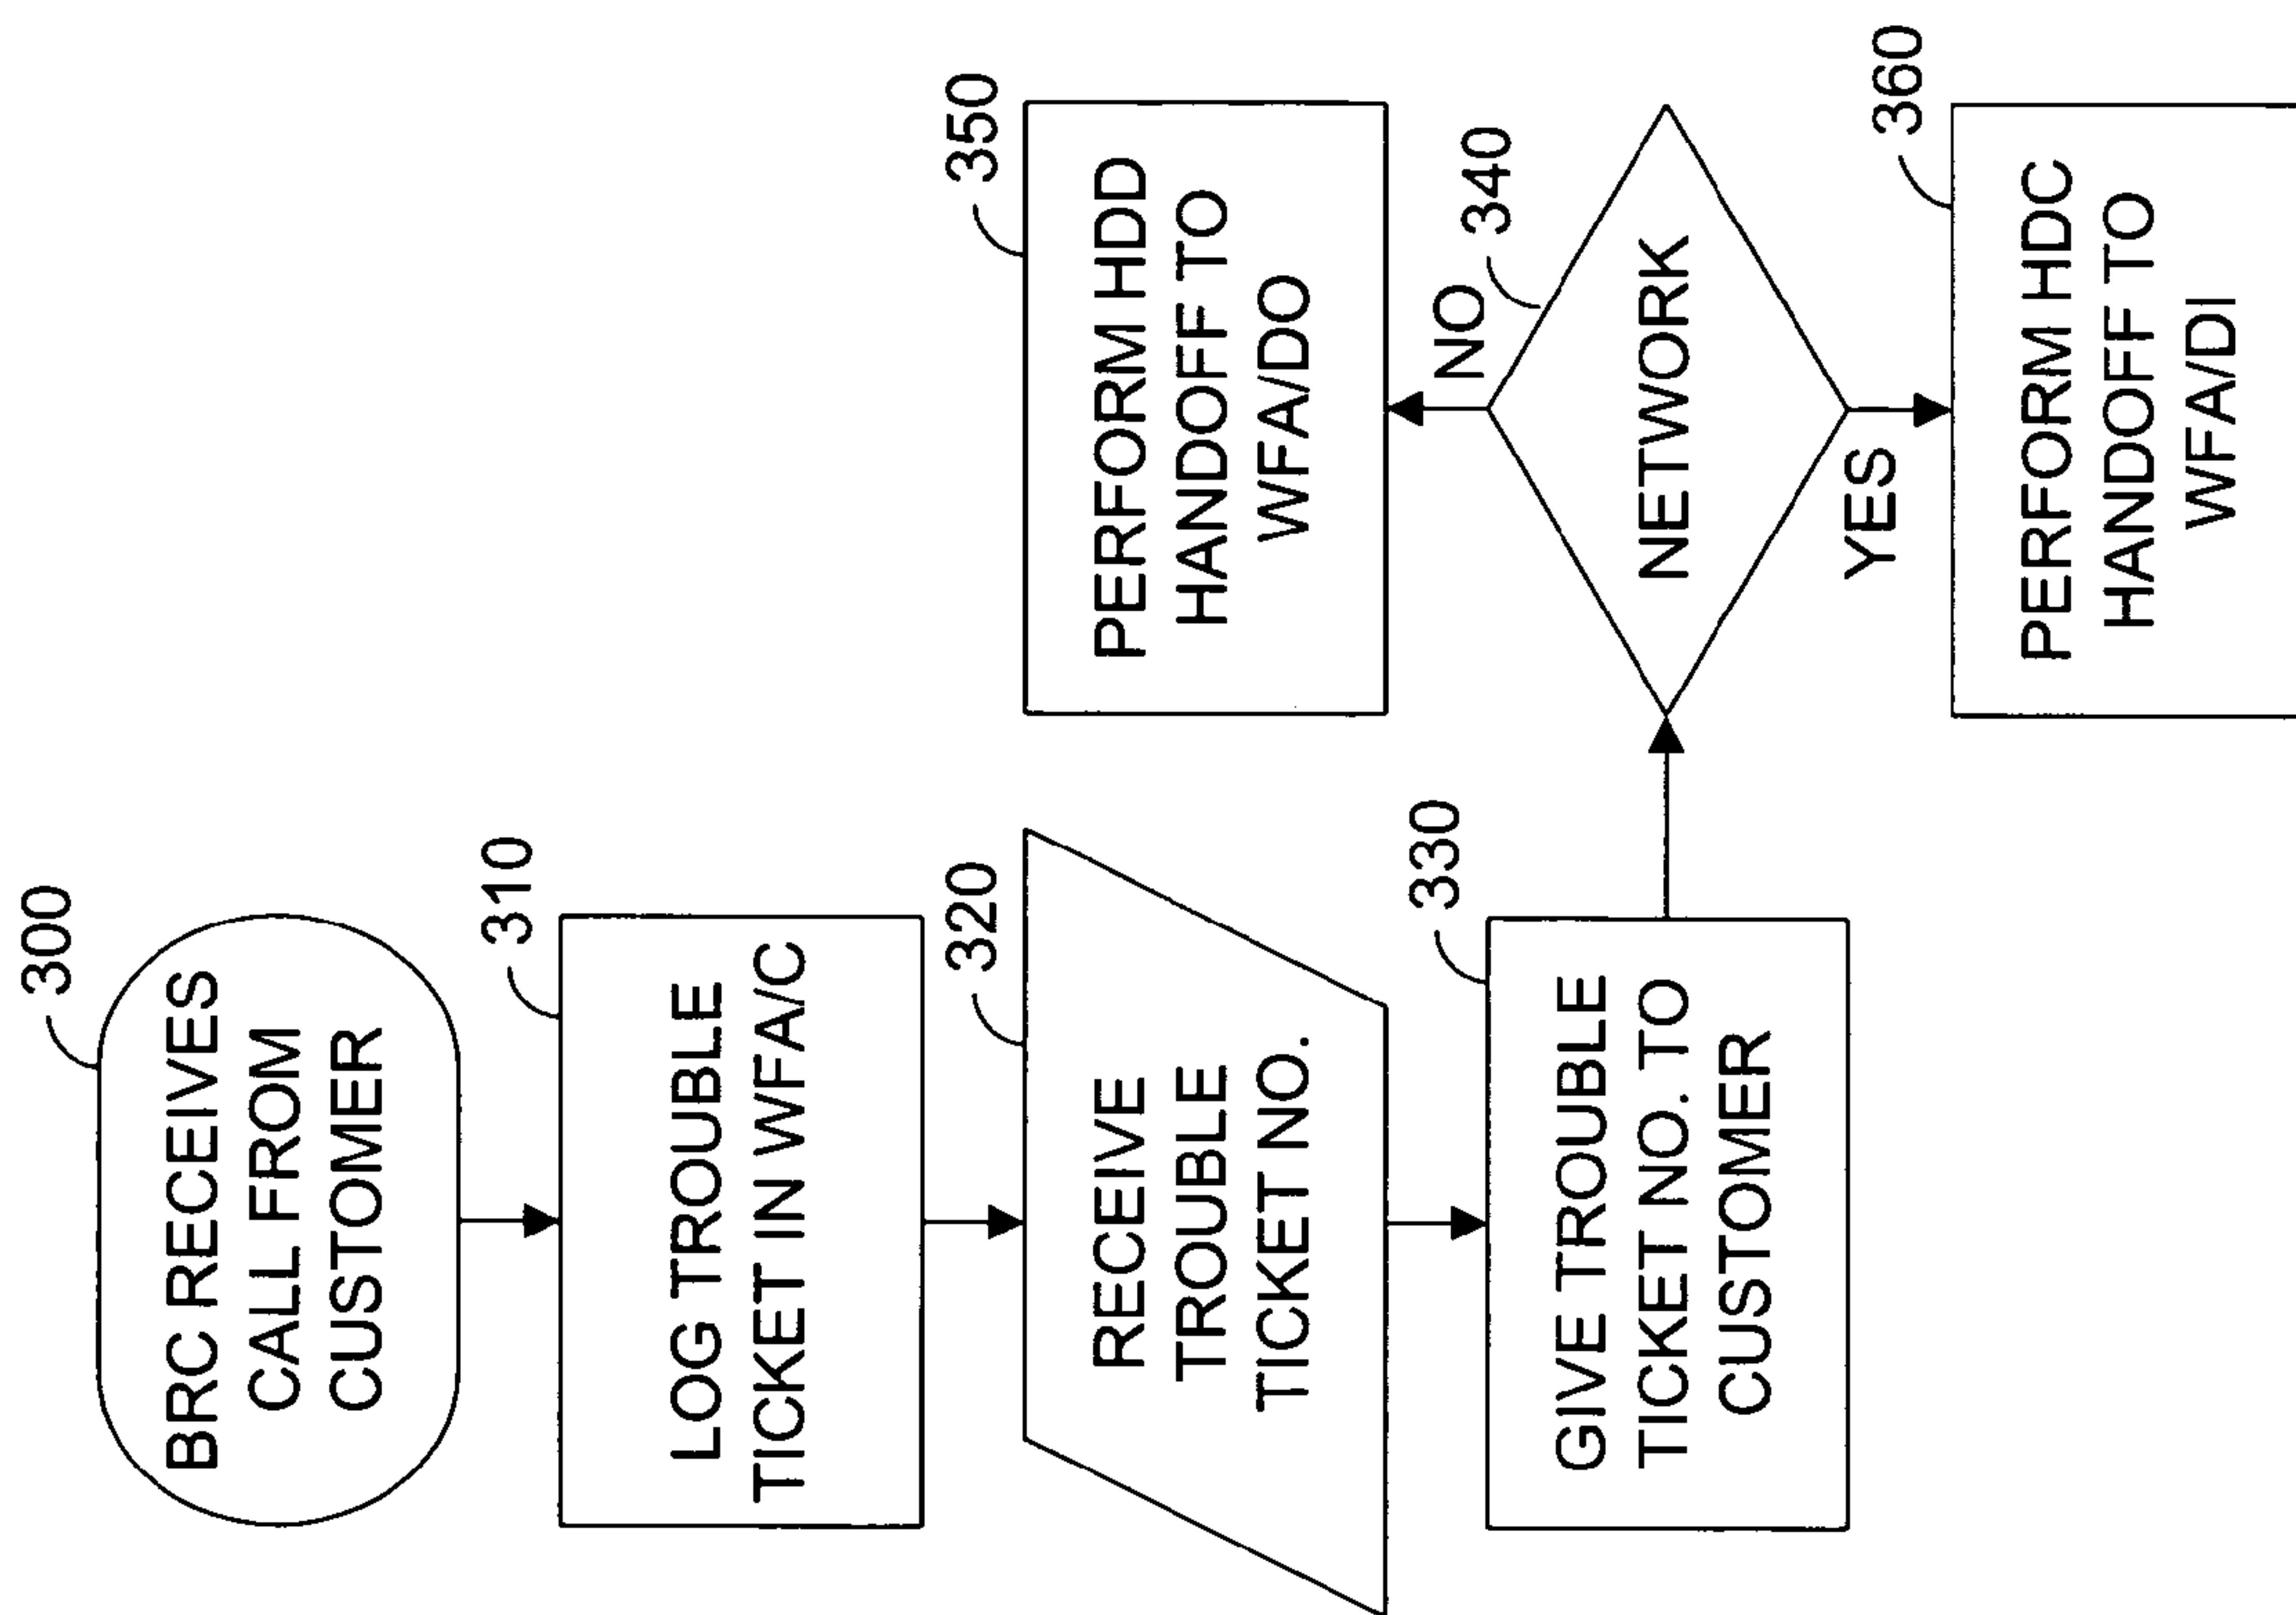 300
BRC RECEIVES
CALL FROM
CUSTOMER
310
LOG TROUBLE
TICKET IN WFA/C
320
RECEIVE
TROUBLE
TICKET NO.
330
GIVE TROUBLE
TICKET NO. TO
CUSTOMER
340
NETWORK
NO
350
PERFORM HDD
HANDOFF TO
WFA/DO
YES
360
PERFORM HDC
HANDOFF TO
WFA/DI